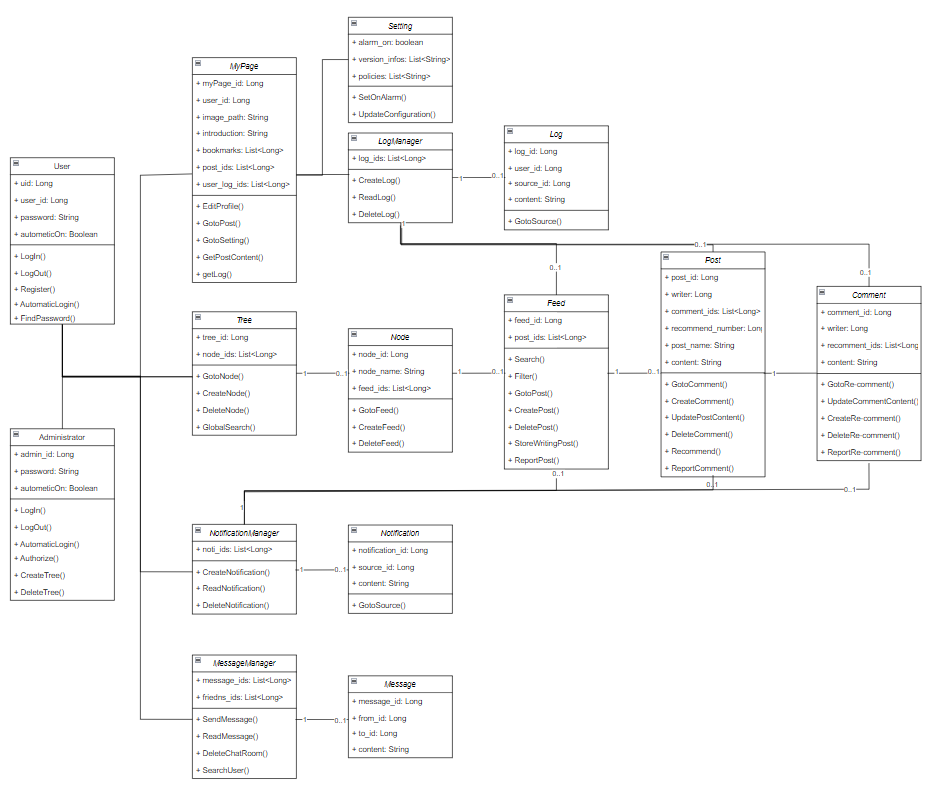 Setting
+ alarm_on: boolean
+ version_infos: List<String>
+ policies: List<String>
+ SetOnAlarm()
+ UpdateConfiguration()
MyPage
+ myPage_id: Long
+ user_id: Long
+ image_path: String
+ introduction: String
+ bookmarks: List<Long>
+ post_ids: List<Long>
+ user_log_ids: List<Long>
+ EditProfile()
+ GotoPost()
+ GotoSetting()
+ GetPostContent()
+ getLog()
LogManager
+ log_ids: List<Long>
+ CreateLog()
+ ReadLog()
+ DeleteLog()
1
0..1
1
Log
+ log_id: Long
+ user_id: Long
+ source_id: Long
+ content: String
+ GotoSource()
User
+ uid: Long
+ user_id: Long
+ password: String
+ autometicOn: Boolean
+ LogIn()
+ LogOut()
+ Register()
+ AutomaticLogin()
+ FindPassword()
0..1
0..1
0..1
Tree
+ tree_id: Long
+ node_ids: List<Long>
+ GotoNode()
+ CreateNode()
+ DeleteNode()
+ GlobalSearch()
1
0..1
Node
+ node_id: Long
+ node_name: String
+ feed_ids: List<Long>
+ GotoFeed()
+ CreateFeed()
+ DeleteFeed()
1
0..1
Feed
+ feed_id: Long
+ post_ids: List<Long>
+ Search()
+ Filter()
+ GotoPost()
+ CreatePost()
+ DeletePost()
+ StoreWritingPost()
+ ReportPost()
1
0..1
Post
+ post_id: Long
+ writer: Long
+ comment_ids: List<Long>
+ recommend_number: Long
+ post_name: String
+ content: String
+ GotoComment()
+ CreateComment()
+ UpdatePostContent()
+ DeleteComment()
+ Recommend()
+ ReportComment()
1
Comment
+ comment_id: Long
+ writer: Long
+ recomment_ids: List<Long
+ content: String
+ GotoRe-comment()
+ UpdateCommentContent()
+ CreateRe-comment()
+ DeleteRe-comment()
+ ReportRe-comment()
0..1
0..1
0..1
1
Administrator
+ admin_id: Long
+ password: String
+ autometicOn: Boolean
+ LogIn()
+ LogOut()
+ AutomaticLogin()
+ Authorize()
+ CreateTree()
+ DeleteTree()
NotificationManager
+ noti_ids: List<Long>
+ CreateNotification()
+ ReadNotification()
+ DeleteNotification()
1
0..1
Notification
+ notification_id: Long
+ source_id: Long
+ content: String
+ GotoSource()
MessageManager
+ message_ids: List<Long>
+ friedns_ids: List<Long>
+ SendMessage()
+ ReadMessage()
+ DeleteChatRoom()
+ SearchUser()
1
0..1
Message
+ message_id: Long
+ from_id: Long
+ to_id: Long
+ content: String